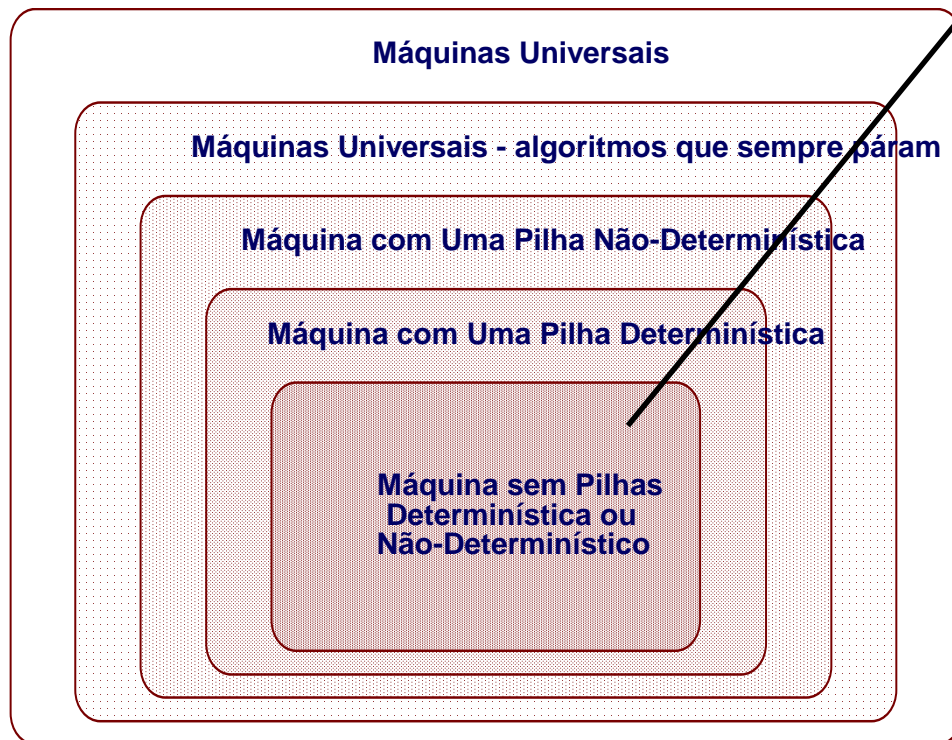 Máquinas Universais
Máquinas Universais - algoritmos que sempre páram
Máquina com Uma Pilha Não-Determinística
Máquina com Uma Pilha Determinística
Máquina sem Pilhas
Determinística ou
Não-Determinístico